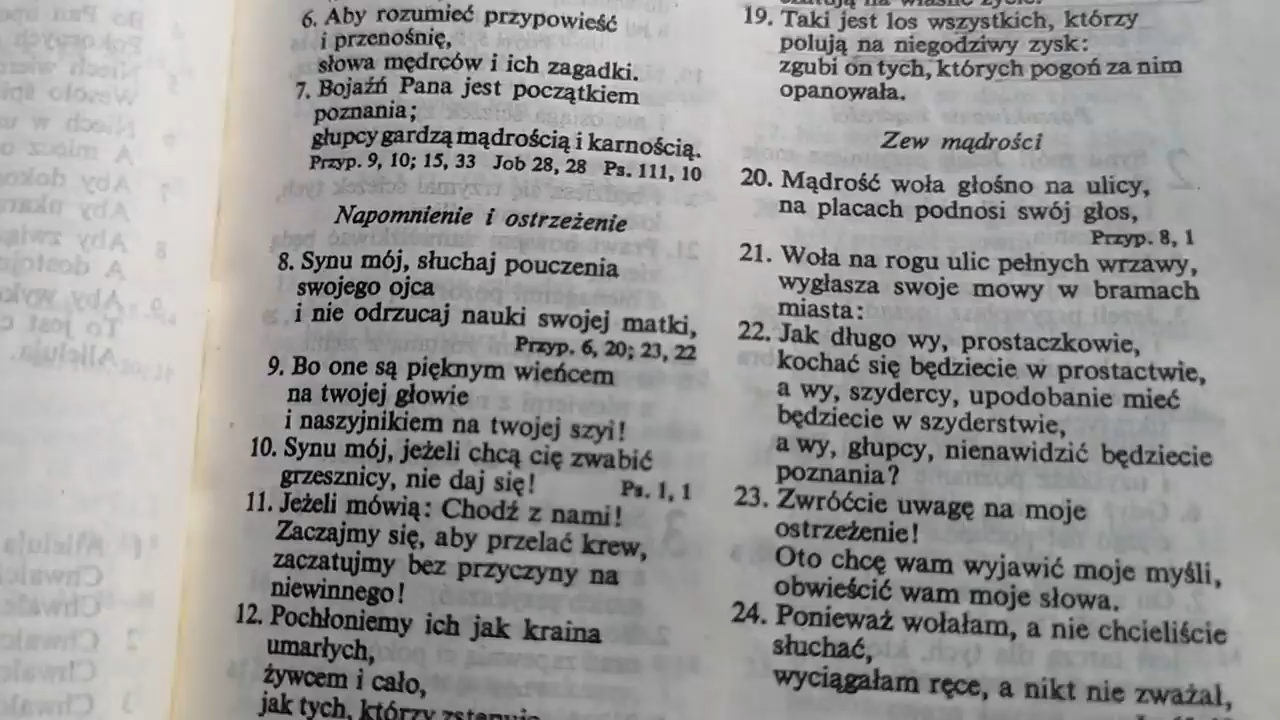 6. Aby rozumieć przypowieść
i przenośnię,
słowa mędrców i ich zagadki.
7. Bojaźń Pana jest początkiem
poznania;
głupcy gardzą mądrością i karnością.
Przyp. 9, 10; 15, 33 Job 28, 28 Ps. 111, 10
Napomnienie i ostrzeżenie
8. Synu mój, słuchaj pouczenia
swojego ojca
i nie odrzucaj nauki swojej matki,
Przyp. 6, 20; 23, 22
9. Bo one są pięknym wieńcem
na twojej głowie
i naszyjnikiem na twojej szyi!
10. Synu mój, jeżeli chcą cię zwabić
grzesznicy, nie daj się! Ps. 1, 1
11. Jeżeli mówią: Chodź z nami!
Zaczajmy się, aby przelać krew,
zaczatujmy bez przyczyny na
niewinnego!
12. Pochłoniemy ich jak kraina
umarłych,
żywcem i cało,
jak tych, którzy zstępują
19. Taki jest los wszystkich, którzy
polują na niegodziwy zysk:
zgubi on tych, których pogoń za nim
opanowała.
Zew mądrości
20. Mądrość woła głośno na ulicy,
na placach podnosi swój głos,
Przyp. 8, 1
21. Woła na rogu ulic pełnych wrzawy,
wygłasza swoje mowy w bramach
miasta:
22. Jak długo wy, prostaczkowie,
kochać się będziecie w prostactwie,
a wy, szydercy, upodobanie mieć
będziecie w szyderstwie,
a wy, głupcy, nienawidzić będziecie
poznania?
23. Zwróćcie uwagę na moje
ostrzeżenie!
Oto chcę wam wyjawić moje myśli,
obwieścić wam moje słowa.
24. Ponieważ wołałam, a nie chcieliście
słuchać,
wyciągałam ręce, a nikt nie zważał,